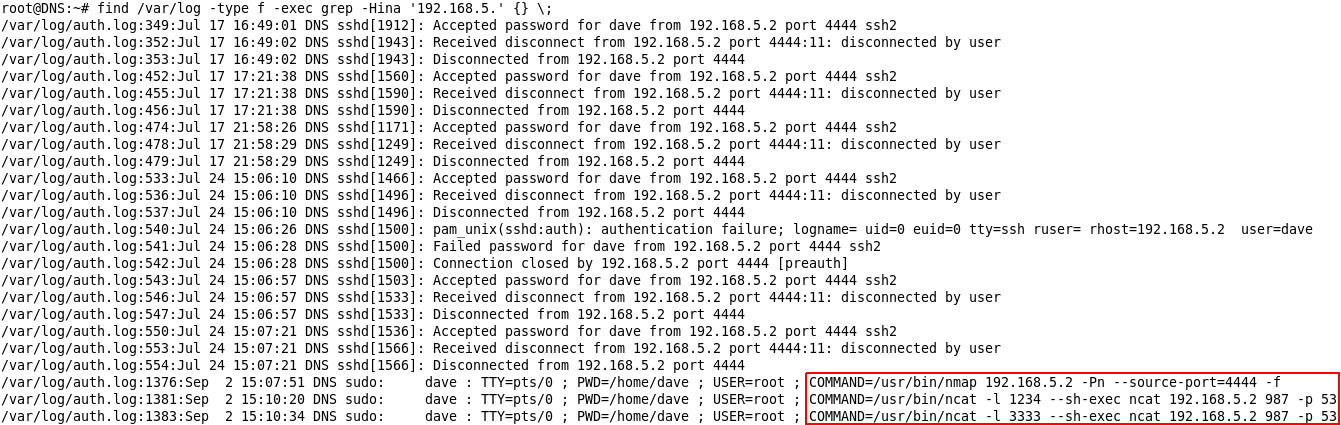 root@DNS:~# find /var/log -type f -exec grep -Hina '192.168.5.' {} \;
/var/log/auth.log:349:Jul 17 16:49:01 DNS sshd[1912]: Accepted password for dave from 192.168.5.2 port 4444 ssh2
/var/log/auth.log:352:Jul 17 16:49:02 DNS sshd[1943]: Received disconnect from 192.168.5.2 port 4444:11: disconnected by user
/var/log/auth.log:353:Jul 17 16:49:02 DNS sshd[1943]: Disconnected from 192.168.5.2 port 4444
/var/log/auth.log:452:Jul 17 17:21:38 DNS sshd[1560]: Accepted password for dave from 192.168.5.2 port 4444 ssh2
/var/log/auth.log:455:Jul 17 17:21:38 DNS sshd[1590]: Received disconnect from 192.168.5.2 port 4444:11: disconnected by user
/var/log/auth.log:456:Jul 17 17:21:38 DNS sshd[1590]: Disconnected from 192.168.5.2 port 4444
/var/log/auth.log:474:Jul 17 21:58:26 DNS sshd[1171]: Accepted password for dave from 192.168.5.2 port 4444 ssh2
/var/log/auth.log:478:Jul 17 21:58:29 DNS sshd[1249]: Received disconnect from 192.168.5.2 port 4444:11: disconnected by user
/var/log/auth.log:479:Jul 17 21:58:29 DNS sshd[1249]: Disconnected from 192.168.5.2 port 4444
/var/log/auth.log:533:Jul 24 15:06:10 DNS sshd[1466]: Accepted password for dave from 192.168.5.2 port 4444 ssh2
/var/log/auth.log:536:Jul 24 15:06:10 DNS sshd[1496]: Received disconnect from 192.168.5.2 port 4444:11: disconnected by user
/var/log/auth.log:537:Jul 24 15:06:10 DNS sshd[1496]: Disconnected from 192.168.5.2 port 4444
/var/log/auth.log:540:Jul 24 15:06:26 DNS sshd[1500]: pam_unix(sshd:auth): authentication failure; logname= uid=0 euid=0 tty=ssh ruser= rhost=192.168.5.2  user=dave
/var/log/auth.log:541:Jul 24 15:06:28 DNS sshd[1500]: Failed password for dave from 192.168.5.2 port 4444 ssh2
/var/log/auth.log:542:Jul 24 15:06:28 DNS sshd[1500]: Connection closed by 192.168.5.2 port 4444 [preauth]
/var/log/auth.log:543:Jul 24 15:06:57 DNS sshd[1503]: Accepted password for dave from 192.168.5.2 port 4444 ssh2
/var/log/auth.log:546:Jul 24 15:06:57 DNS sshd[1533]: Received disconnect from 192.168.5.2 port 4444:11: disconnected by user
/var/log/auth.log:547:Jul 24 15:06:57 DNS sshd[1533]: Disconnected from 192.168.5.2 port 4444
/var/log/auth.log:550:Jul 24 15:07:21 DNS sshd[1536]: Accepted password for dave from 192.168.5.2 port 4444 ssh2
/var/log/auth.log:553:Jul 24 15:07:21 DNS sshd[1566]: Received disconnect from 192.168.5.2 port 4444:11: disconnected by user
/var/log/auth.log:554:Jul 24 15:07:21 DNS sshd[1566]: Disconnected from 192.168.5.2 port 4444
/var/log/auth.log:1376:Sep  2 15:07:51 DNS sudo:     dave : TTY=pts/0 ; PWD=/home/dave ; USER=root ; COMMAND=/usr/bin/nmap 192.168.5.2 -Pn --source-port=4444 -f
/var/log/auth.log:1381:Sep  2 15:10:20 DNS sudo:     dave : TTY=pts/0 ; PWD=/home/dave ; USER=root ; COMMAND=/usr/bin/ncat -l 1234 --sh-exec ncat 192.168.5.2 987 -p 53
/var/log/auth.log:1383:Sep  2 15:10:34 DNS sudo:     dave : TTY=pts/0 ; PWD=/home/dave ; USER=root ; COMMAND=/usr/bin/ncat -l 3333 --sh-exec ncat 192.168.5.2 987 -p 53